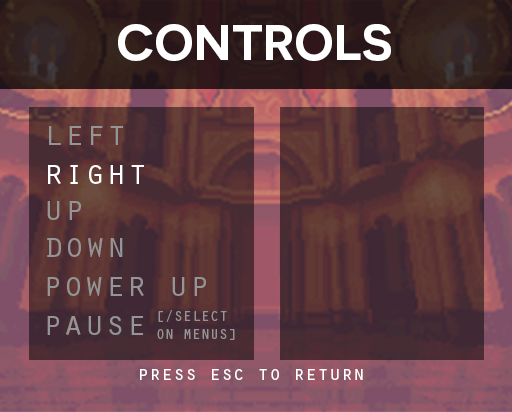 CONTROLS
LEFT
RIGHT
UP
DOWN
POWER UP
PAUSE [/SELECT
ON MENUS]
PRESS ESC TO RETURN